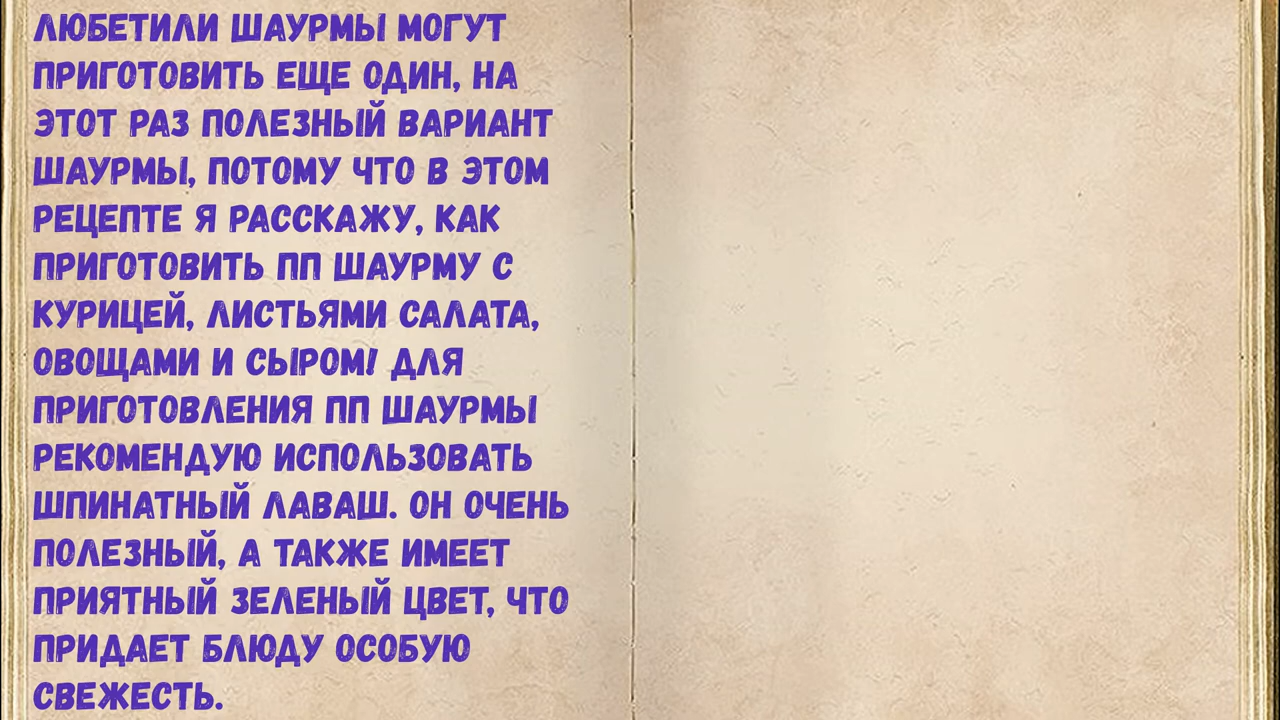 ЛЮБЕТИЛИ ШАУРМЫ МОГУТ
ПРИГОТОВИТЬ ЕЩЕ ОДИН, НА
ЭТОТ РАЗ ПОЛЕЗНЫЙ ВАРИАНТ
ШАУРМЫ, ПОТОМУ ЧТО В ЭТОМ
РЕЦЕПТЕ Я РАССКАЖУ, КАК
ПРИГОТОВИТЬ ПП ШАУРМУ С
КУРИЦЕЙ, ЛИСТЬЯМИ САЛАТА,
ОВОЩАМИ И СЫРОМ! ДЛЯ
ПРИГОТОВЛЕНИЯ ПП ШАУРМЫ
РЕКОМЕНДУЮ ИСПОЛЬЗОВАТЬ
ШПИНАТНЫЙ ЛАВАШ. ОН ОЧЕНЬ
ПОЛЕЗНЫЙ, А ТАКЖЕ ИМЕЕТ
ПРИЯТНЫЙ ЗЕЛЕНЫЙ ЦВЕТ, ЧТО
ПРИДАЕТ БЛЮДУ ОСОБУЮ
СВЕЖЕСТЬ.